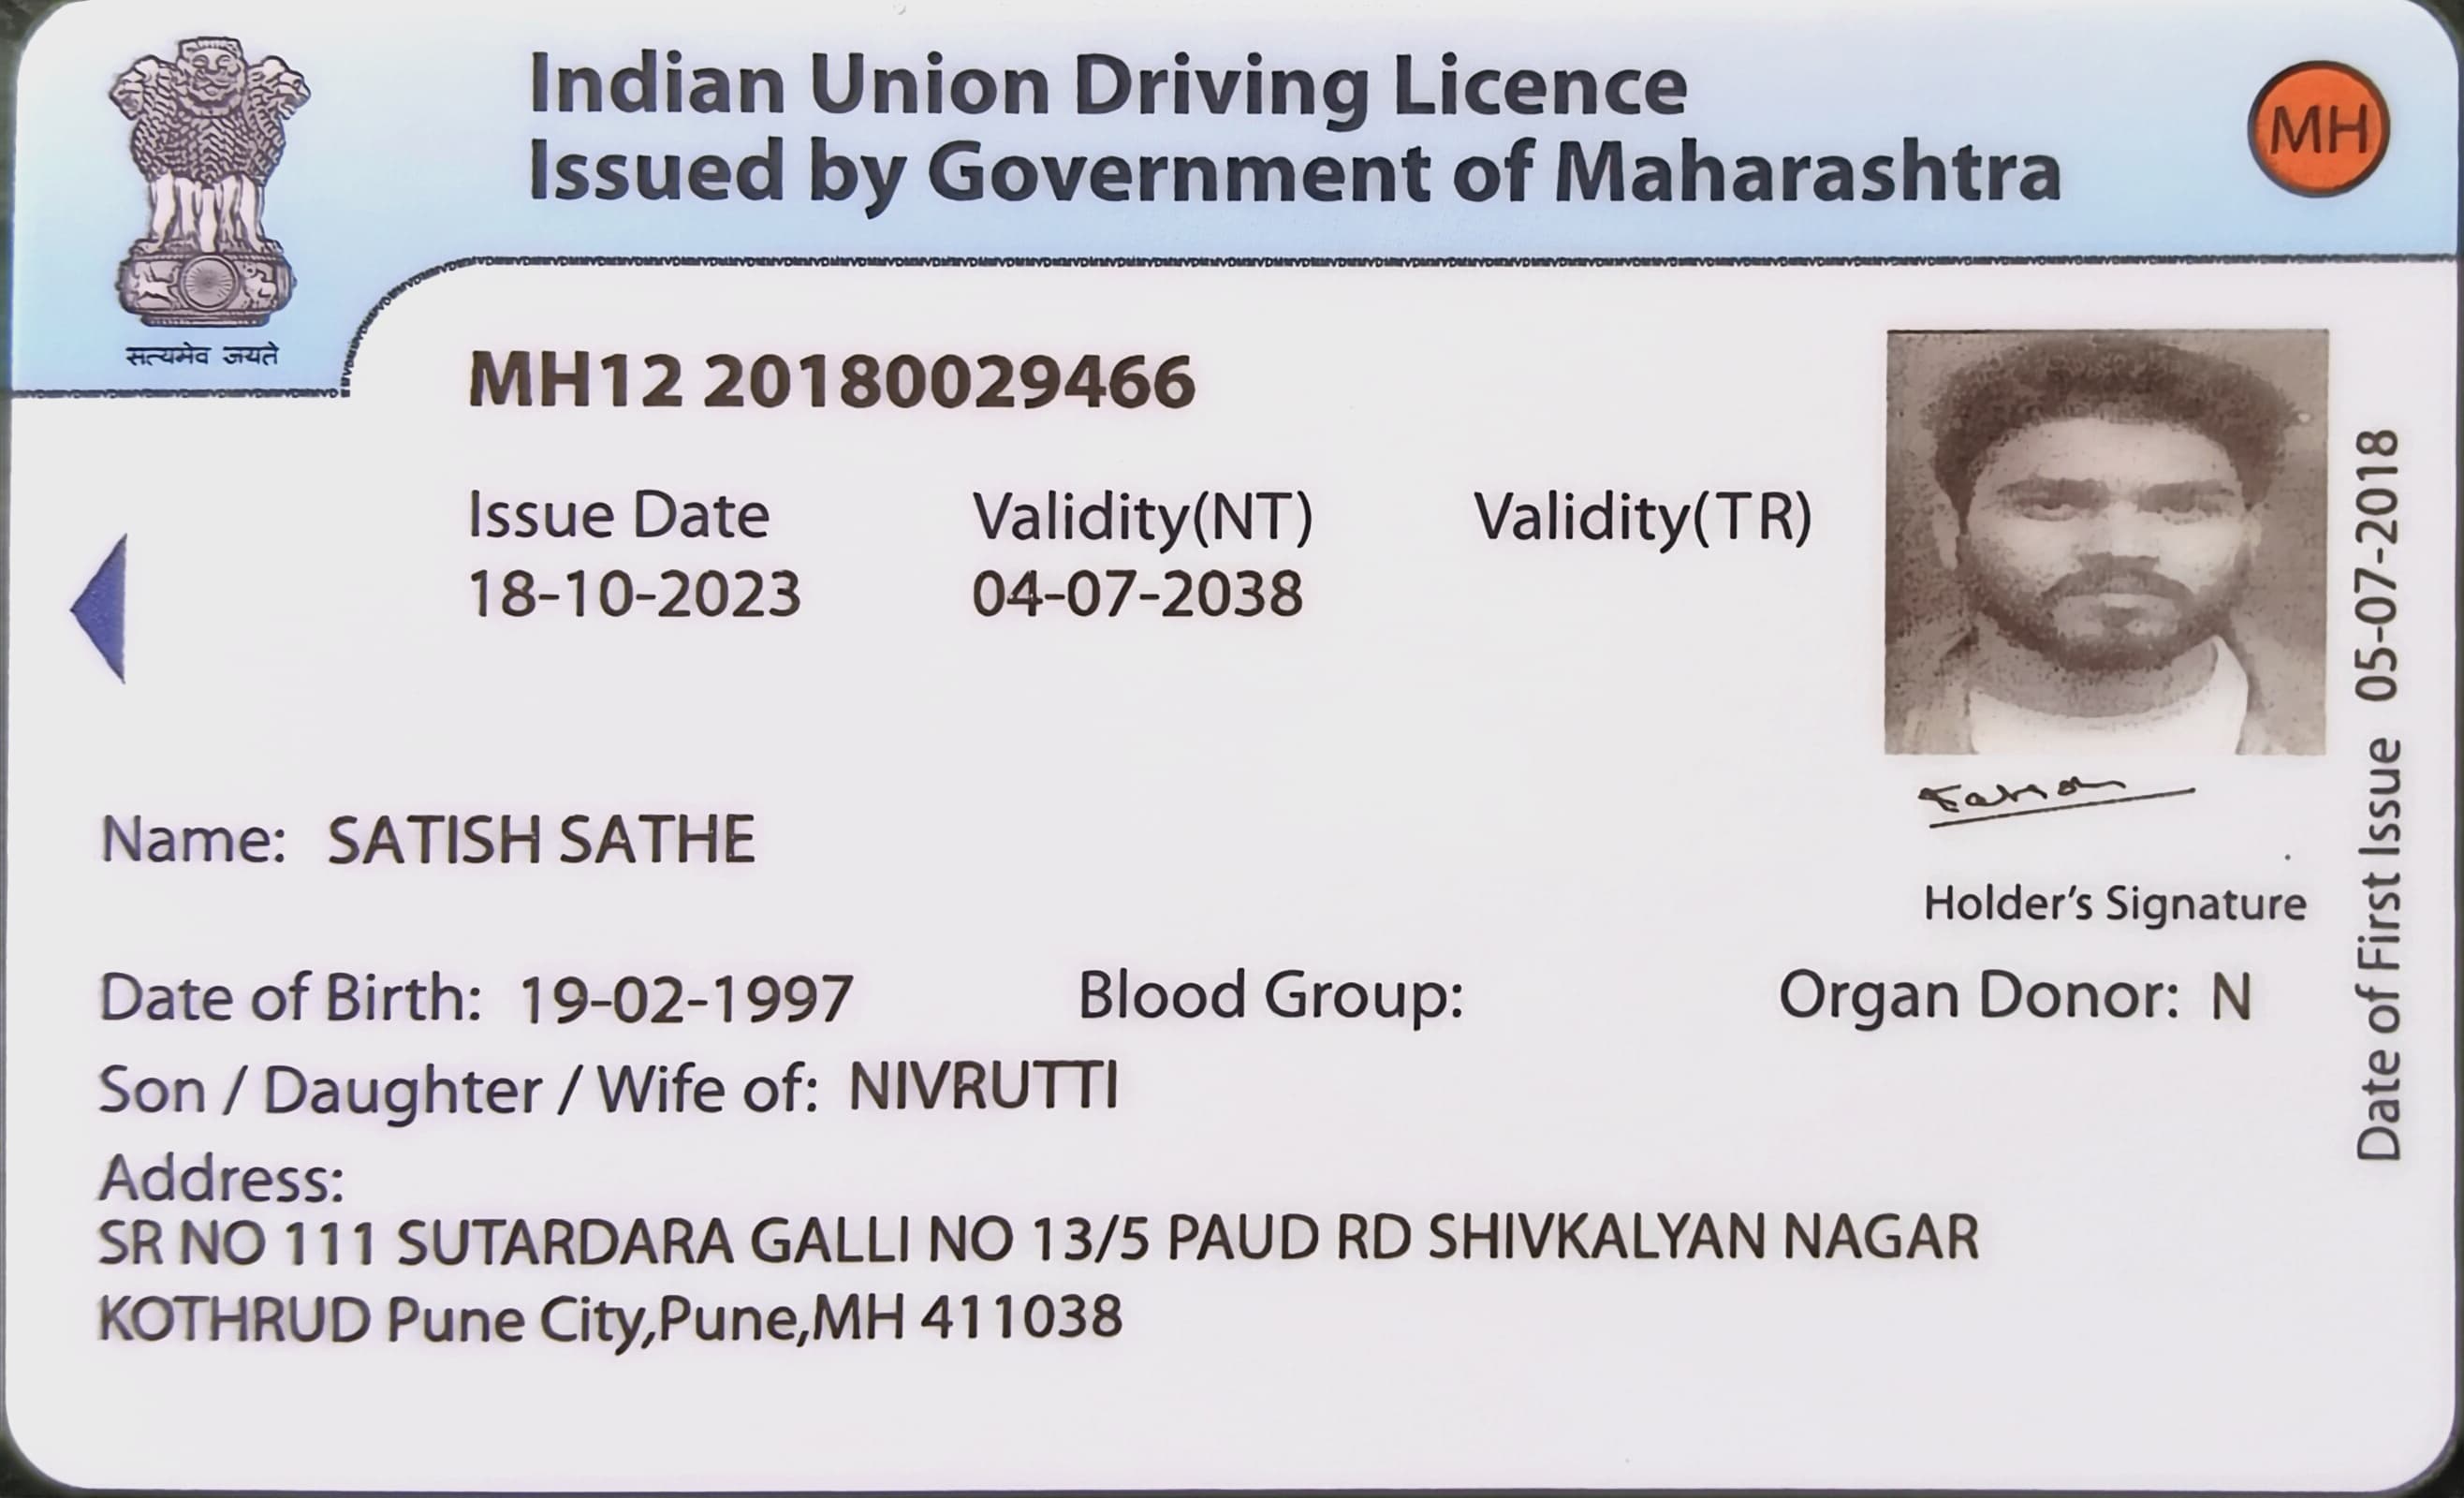 Indian Union Driving Licence
Issued by Government of Maharashtra
MH
सत्यमेव जयते
MH12 20180029466
Issue Date Validity(NT) Validity(TR)
18-10-2023 04-07-2038
Name: SATISH SATHE
Holder's Signature
Date of First Issue 05-07-2018
Date of Birth: 19-02-1997 Blood Group: Organ Donor: N
Son / Daughter / Wife of: NIVRUTTI
Address:
SR NO 111 SUTARDARA GALLI NO 13/5 PAUD RD SHIVKALYAN NAGAR
KOTHRUD Pune City,Pune,MH 411038